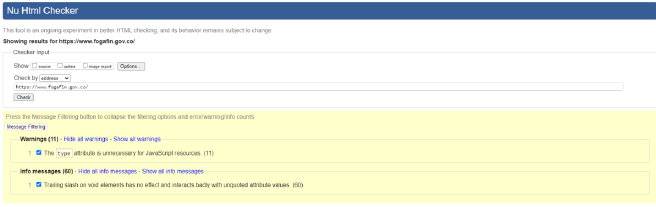 Nu Html Checker
This tool is an ongoing experiment in better HTML checking, and its behavior remains subject to change
Showing results for https://www.fogafin.gov.co/
Checker Input
Show source outline image report Options...
Check by address
https://www.fogafin.gov.co/
Check
Press the Message Filtering button to collapse the filtering options and error/warning/info counts.
Message Filtering
Warnings (11) · Hide all warnings · Show all warnings
1 The type attribute is unnecessary for JavaScript resources. (11)
Info messages (60) · Hide all info messages · Show all info messages
1 Trailing slash on void elements has no effect and interacts badly with unquoted attribute values. (60)